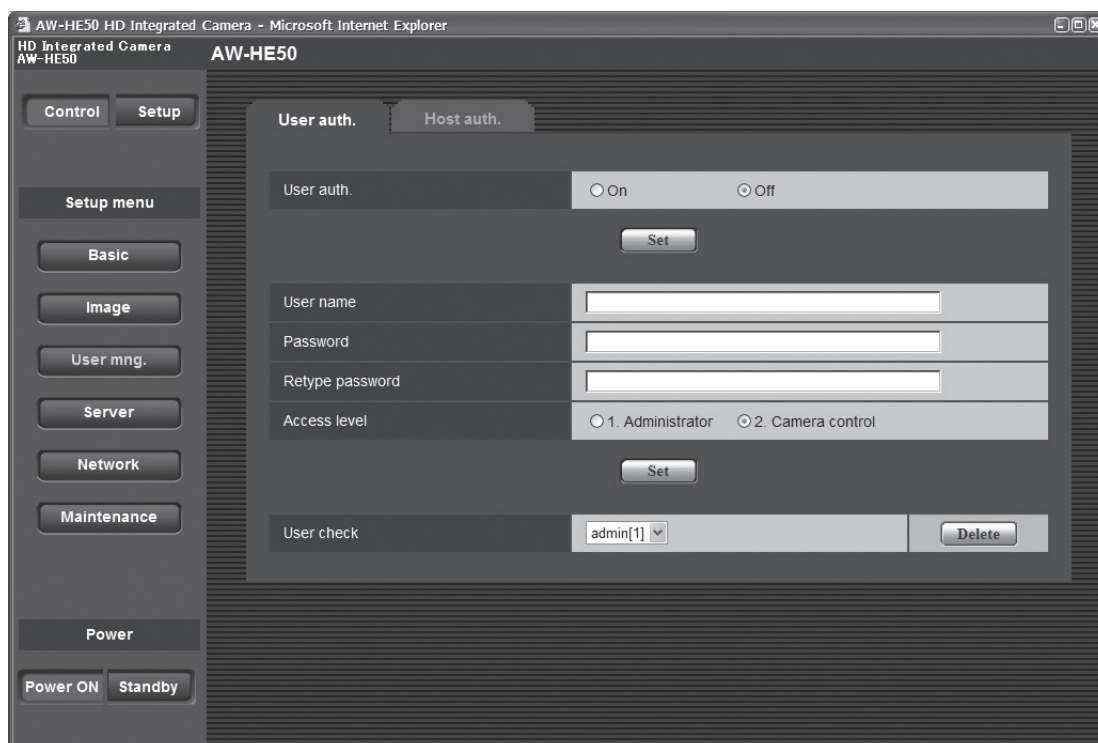 AW-HE50 HD Integrated Camera - Microsoft Internet Explorer
HD Integrated Camera
AW-HE50
AW-HE50
Control Setup
Setup menu
Basic
Image
User mng.
Server
Network
Maintenance
Power
Power ON Standby
User auth. Host auth.
User auth. On Off
Set
User name
Password
Retype password
Access level 1. Administrator 2. Camera control
Set
User check admin[1] Delete